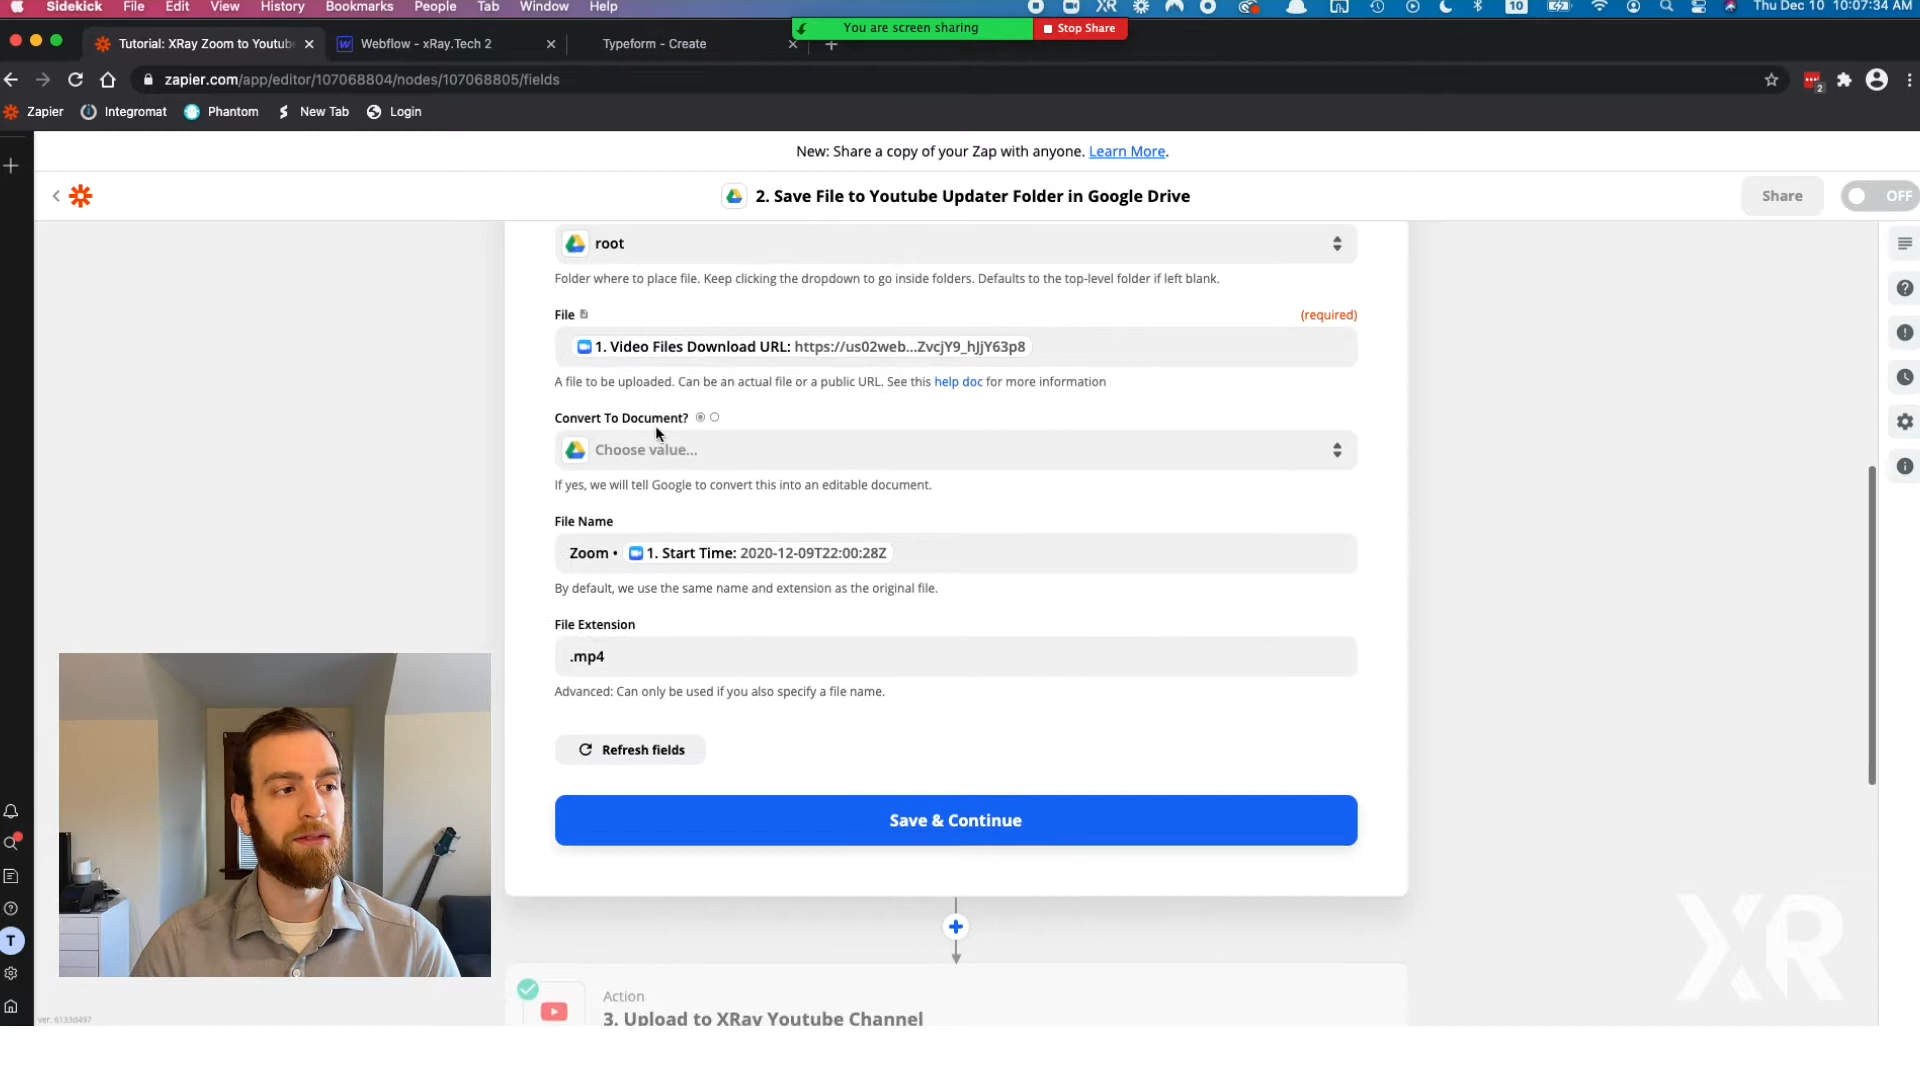 Sidekick File Edit View History Bookmarks People Tab Window Help
10
Thu Dec 10 10:07:34 AM
You are screen sharing Stop Share
Tutorial: XRay Zoom to Youtub
Webflow - xRay.Tech 2
Typeform - Create
zapier.com/app/editor/107068804/nodes/107068805/fields
2
Zapier Integromat Phantom New Tab Login
New: Share a copy of your Zap with anyone. Learn More.
2. Save File to Youtube Updater Folder in Google Drive
Share
OFF
root
Folder where to place file. Keep clicking the dropdown to go inside folders. Defaults to the top-level folder if left blank.
File
(required)
1. Video Files Download URL: https://us02web...ZvcjY9_hJjY63p8
A file to be uploaded. Can be an actual file or a public URL. See this help doc for more information
Convert To Document?
Choose value...
If yes, we will tell Google to convert this into an editable document.
File Name
Zoom • 1. Start Time: 2020-12-09T22:00:28Z
By default, we use the same name and extension as the original file.
File Extension
.mp4
Advanced: Can only be used if you also specify a file name.
Refresh fields
Save & Continue
T
XR
Action
3. Upload to XRay Youtube Channel